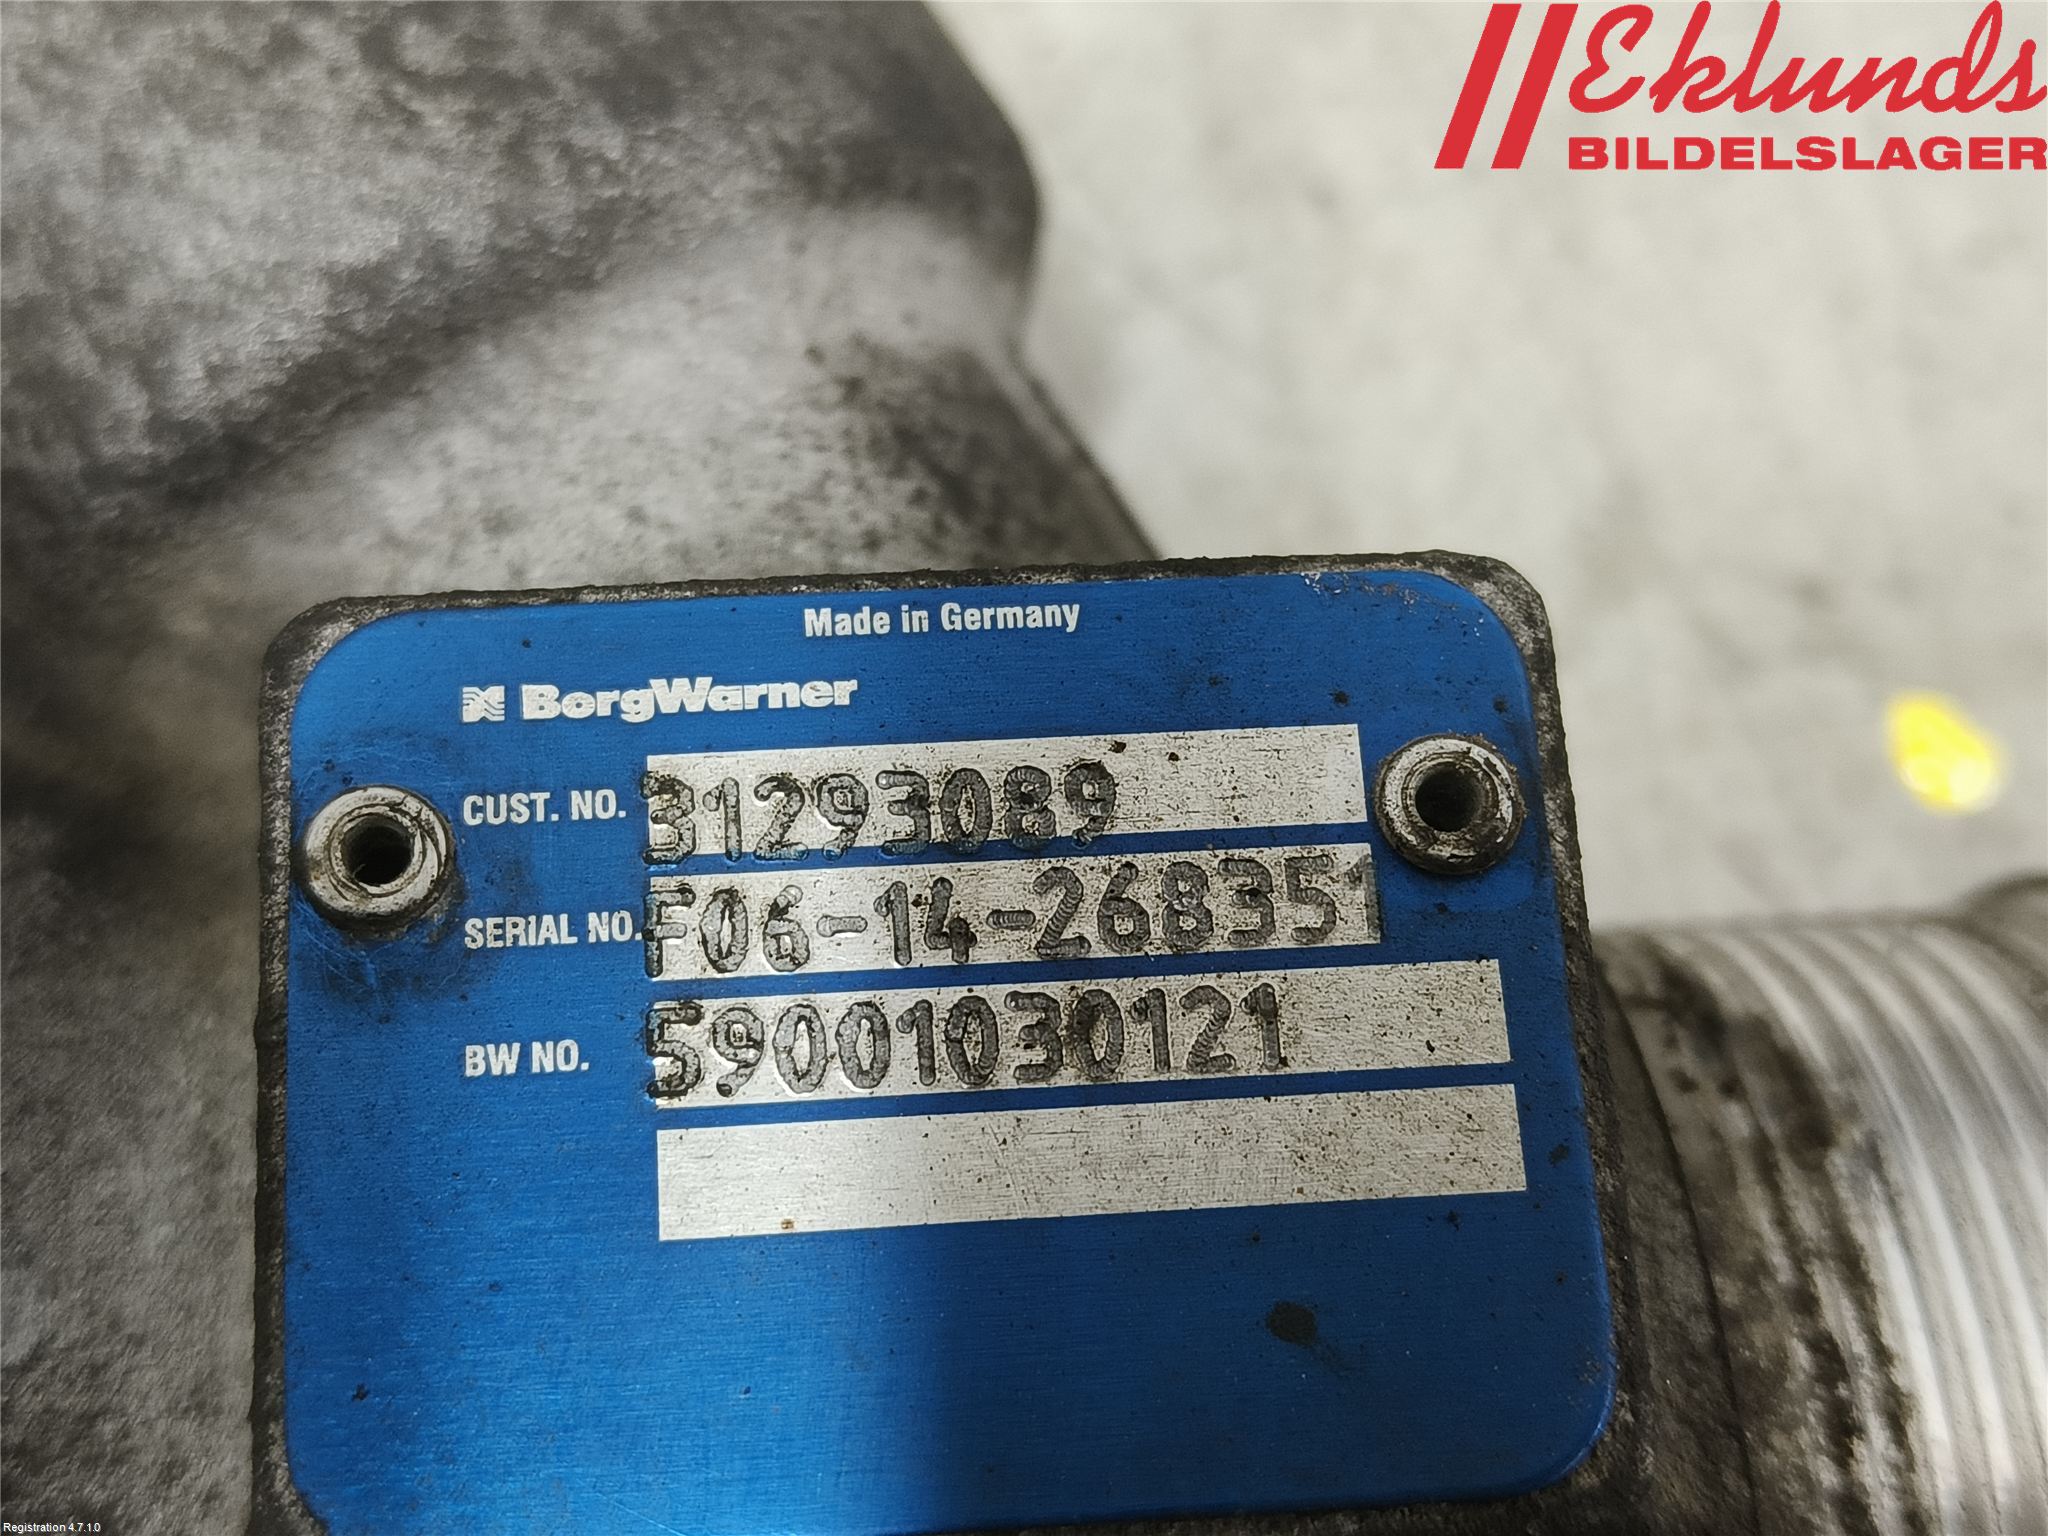 Eklunds
BILDELSLAGER
Made in Germany
BorgWarner
CUST. NO. 31293089
SERIAL NO. F06-14-268351
BW NO. 59001030121
Registration 4.7.1.0